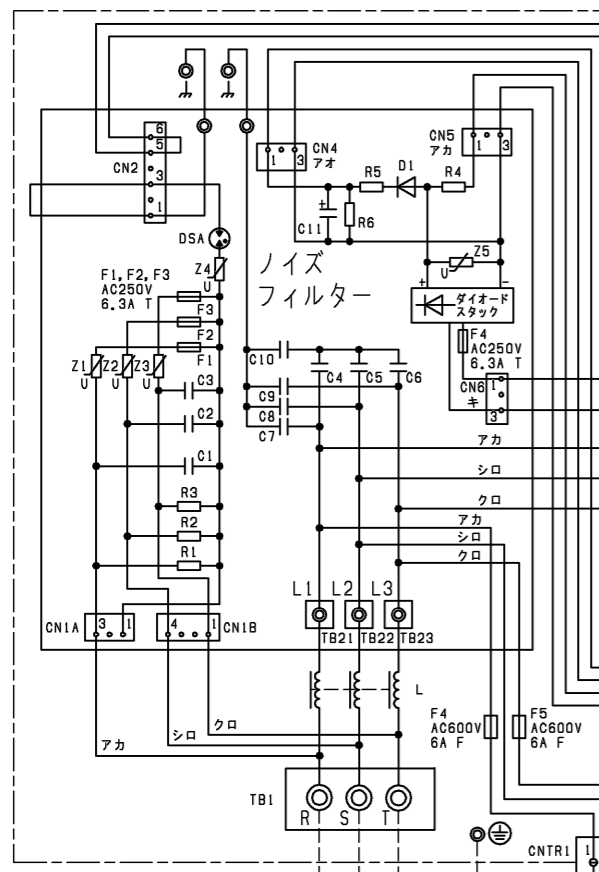 CN2
6
5
3
1
CN4
アオ
1
3
CN5
アカ
1
3
R5
D1
R4
+
C11
R6
DSA
Z4
U
ノイズ
フィルター
Z5
U
F1,F2,F3
AC250V
6.3A T
F3
F2
F1
+
-
ダイオード
スタック
F4
AC250V
6.3A T
CN6
キ
1
3
Z1
U
Z2
U
Z3
U
C10
C4
C5
C6
C3
C9
C8
C7
C2
C1
アカ
シロ
クロ
R3
R2
R1
アカ
シロ
クロ
L1
L2
L3
TB21
TB22
TB23
CN1A
3
1
4
1
CN1B
L
アカ
シロ
クロ
F4
AC600V
6A F
F5
AC600V
6A F
TB1
R
S
T
CNTR1
1